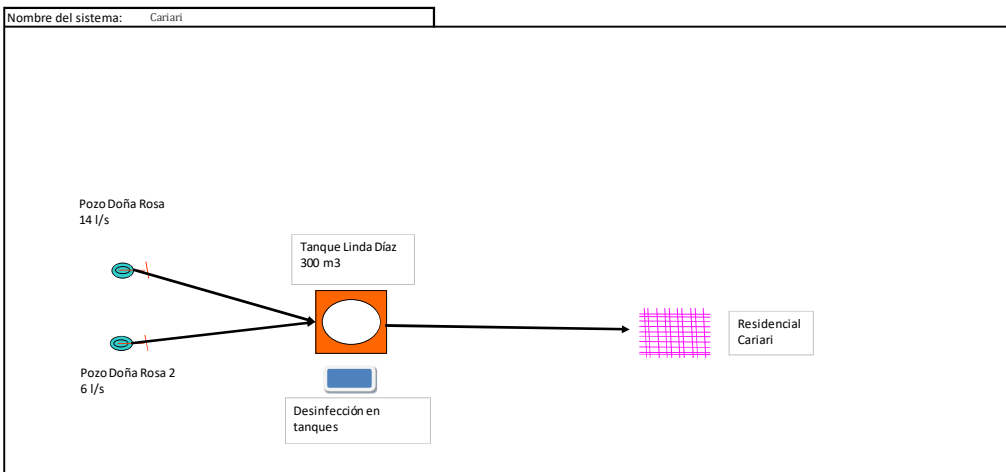 Nombre del sistema: Cariari
Pozo Doña Rosa
14 l/s
Tanque Linda Díaz
300 m3
Residencial
Cariari
Pozo Doña Rosa 2
6 l/s
Desinfección en
tanques